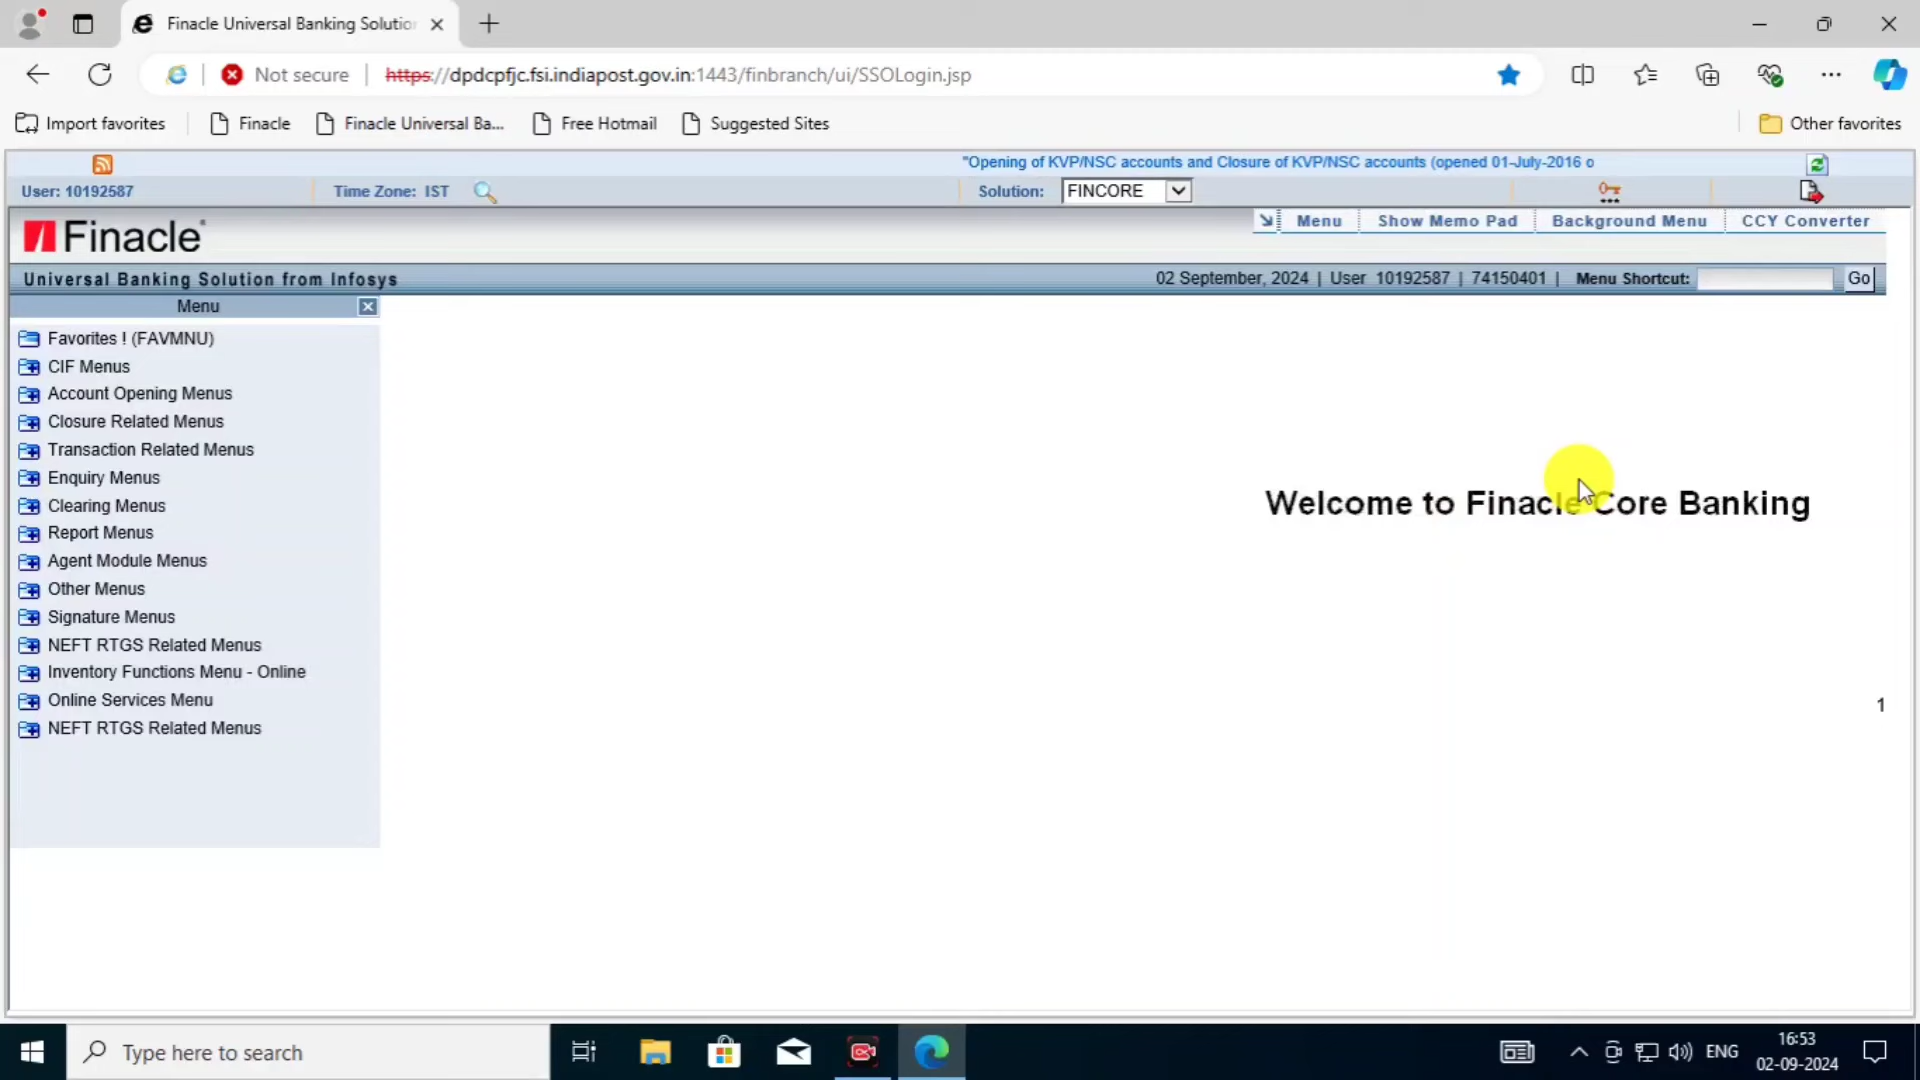 Finacle Universal Banking Solution
Not secure
https://dpdcpfjc.fsi.indiapost.gov.in:1443/finbranch/ui/SSOLogin.jsp
Import favorites
Finacle
Finacle Universal Ba...
Free Hotmail
Suggested Sites
Other favorites
"Opening of KVP/NSC accounts and Closure of KVP/NSC accounts (opened 01-July-2016 o
User: 10192587
Time Zone: IST
Solution: FINCORE
Finacle
Menu
Show Memo Pad
Background Menu
CCY Converter
Universal Banking Solution from Infosys
02 September, 2024 | User 10192587 | 74150401 | Menu Shortcut: Go
Menu
Favorites ! (FAVMNU)
CIF Menus
Account Opening Menus
Closure Related Menus
Transaction Related Menus
Enquiry Menus
Clearing Menus
Report Menus
Agent Module Menus
Other Menus
Signature Menus
NEFT RTGS Related Menus
Inventory Functions Menu - Online
Online Services Menu
NEFT RTGS Related Menus
Welcome to Finacle Core Banking
1
Type here to search
ENG
16:53
02-09-2024